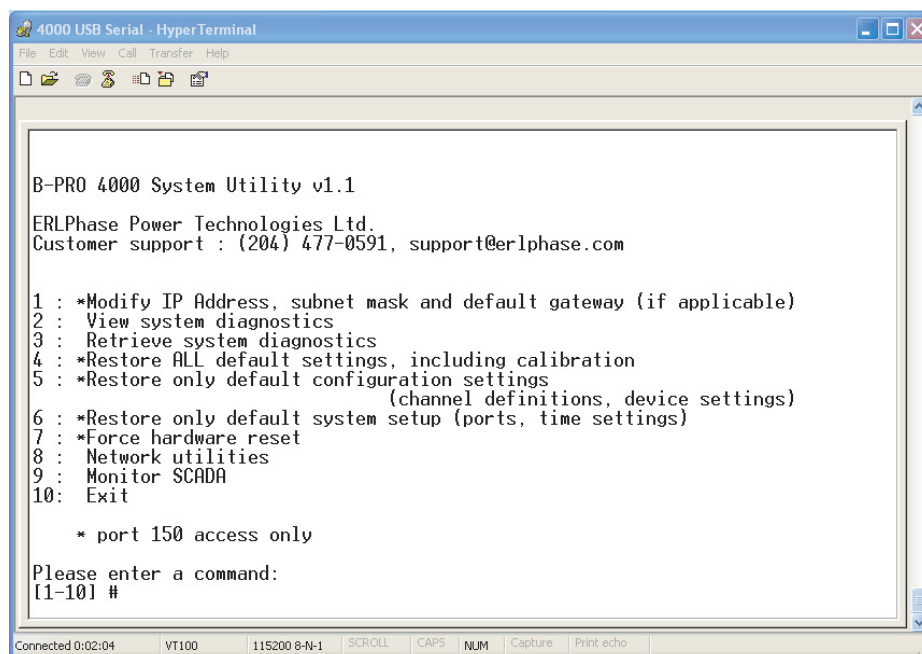 4000 USB Serial - HyperTerminal
File Edit View Call Transfer Help
B-PRO 4000 System Utility v1.1
ERLPhase Power Technologies Ltd.
Customer support : (204) 477-0591, support@erlphase.com
1 : *Modify IP Address, subnet mask and default gateway (if applicable)
2 : View system diagnostics
3 : Retrieve system diagnostics
4 : *Restore ALL default settings, including calibration
5 : *Restore only default configuration settings
(channel definitions, device settings)
6 : *Restore only default system setup (ports, time settings)
7 : *Force hardware reset
8 : Network utilities
9 : Monitor SCADA
10: Exit
* port 150 access only
Please enter a command:
[1-10] #
Connected 0:02:04 VT100 115200 8-N-1 SCROLL CAPS NUM Capture Print echo